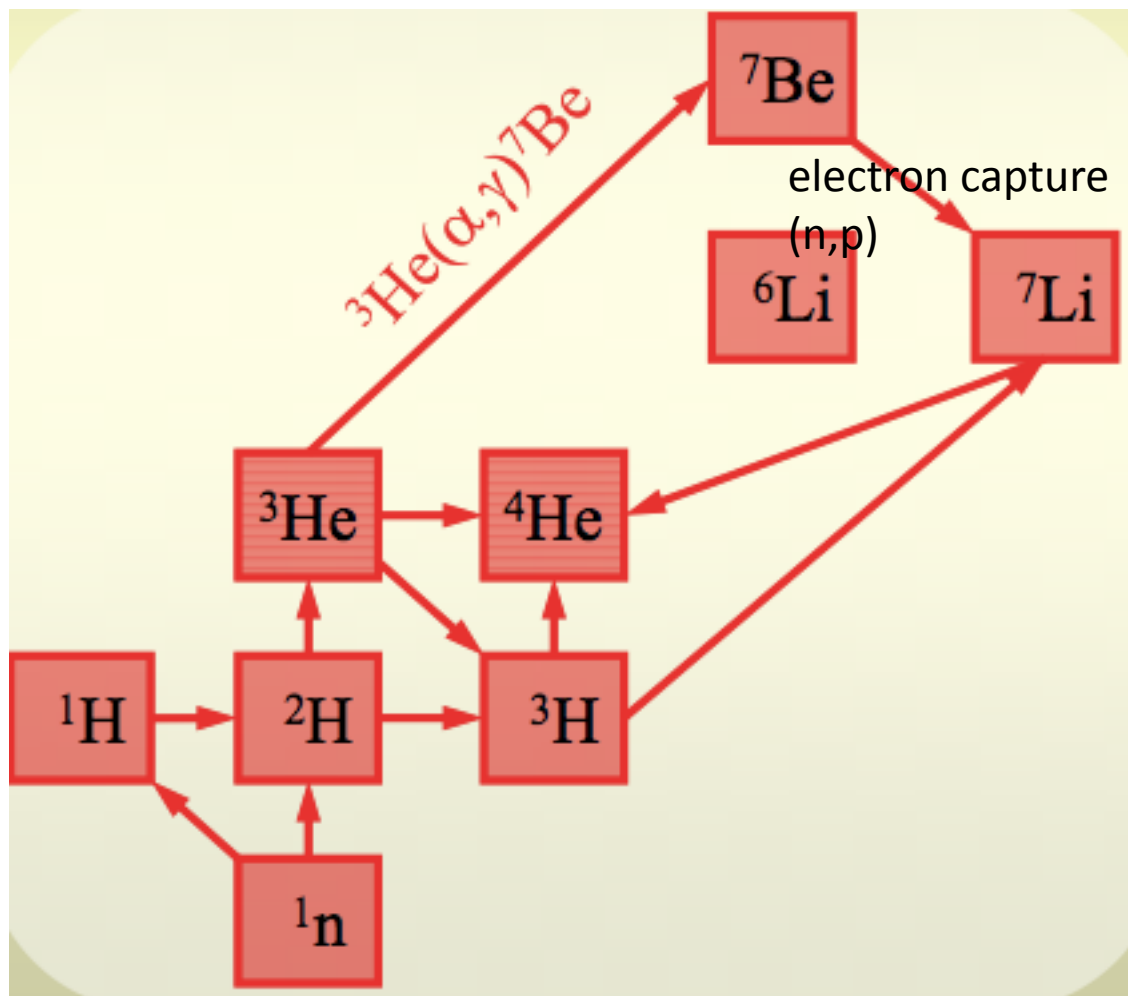 ⁷Be
³He(α,γ)⁷Be
electron capture
(n,p)
⁶Li
⁷Li
³He
⁴He
¹H
²H
³H
¹n